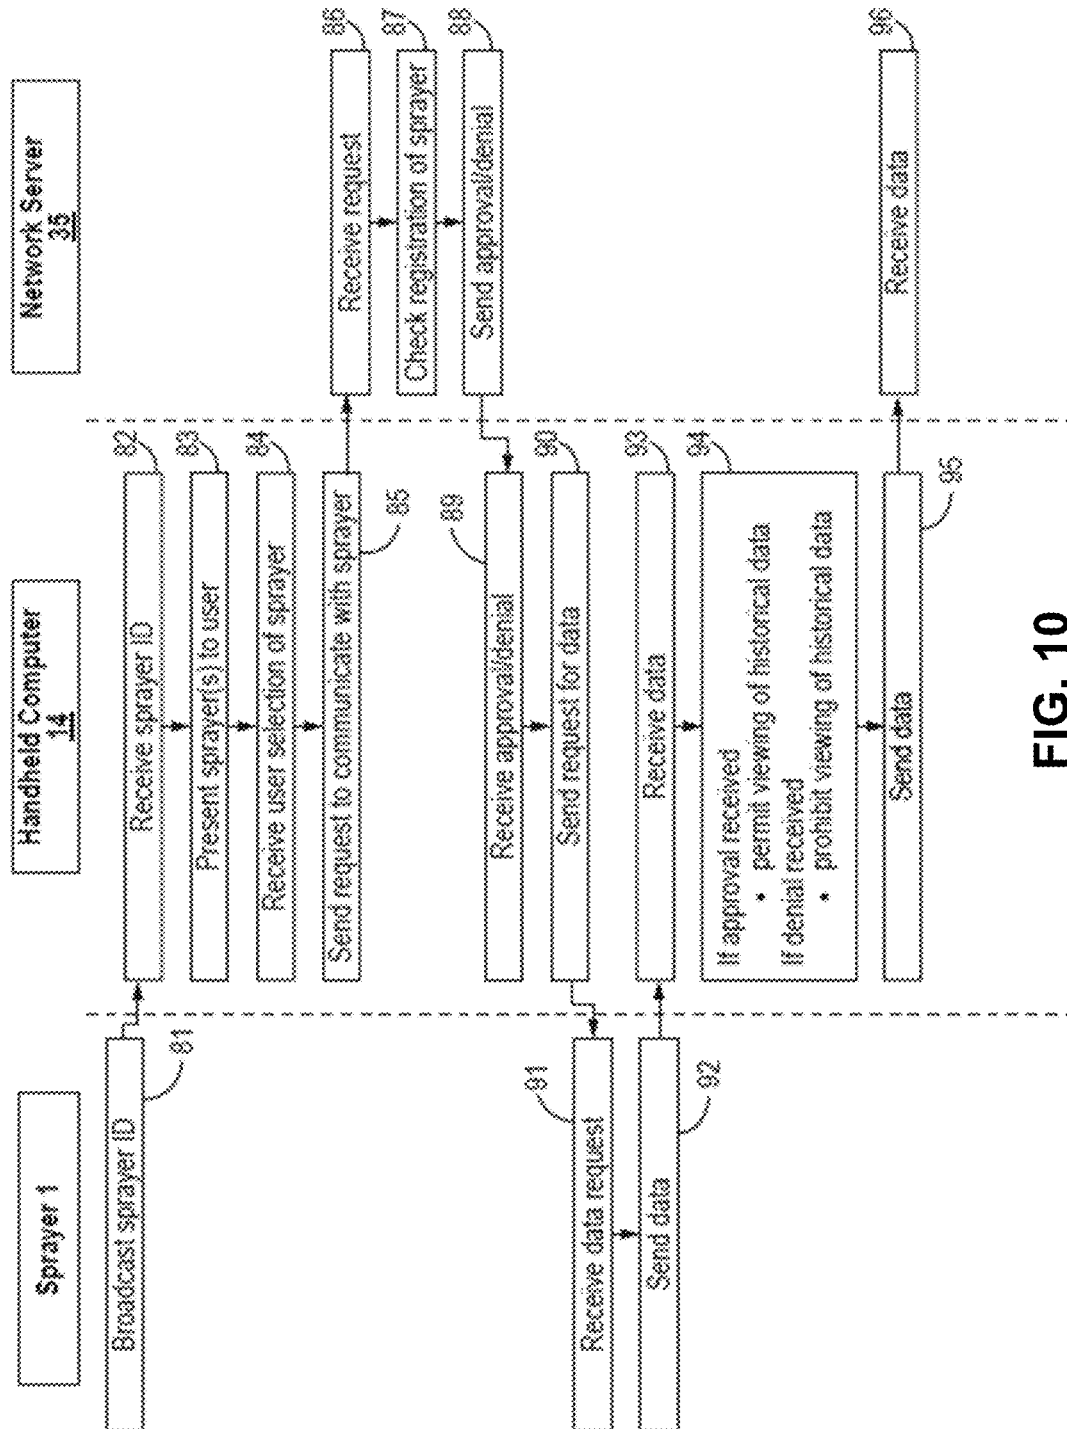 Sprayer 1
Handheld Computer
14
Network Server
35
Broadcast sprayer ID
81
Receive sprayer ID
82
Present sprayer(s) to user
83
Receive user selection of sprayer
84
Send request to communicate with sprayer
85
Receive request
86
Check registration of sprayer
87
Send approval/denial
88
Receive approval/denial
89
Send request for data
90
Receive data request
91
Send data
92
Receive data
93
If approval received
• permit viewing of historical data
If denial received
• prohibit viewing of historical data
94
Send data
95
Receive data
96
FIG. 10